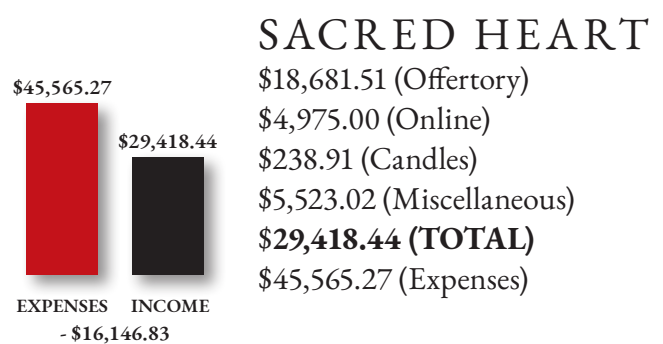 SACRED HEART
$18,681.51 (Offertory)
$4,975.00 (Online)
$238.91 (Candles)
$5,523.02 (Miscellaneous)
$29,418.44 (TOTAL)
$45,565.27 (Expenses)
$45,565.27
$29,418.44
EXPENSES INCOME
- $16,146.83